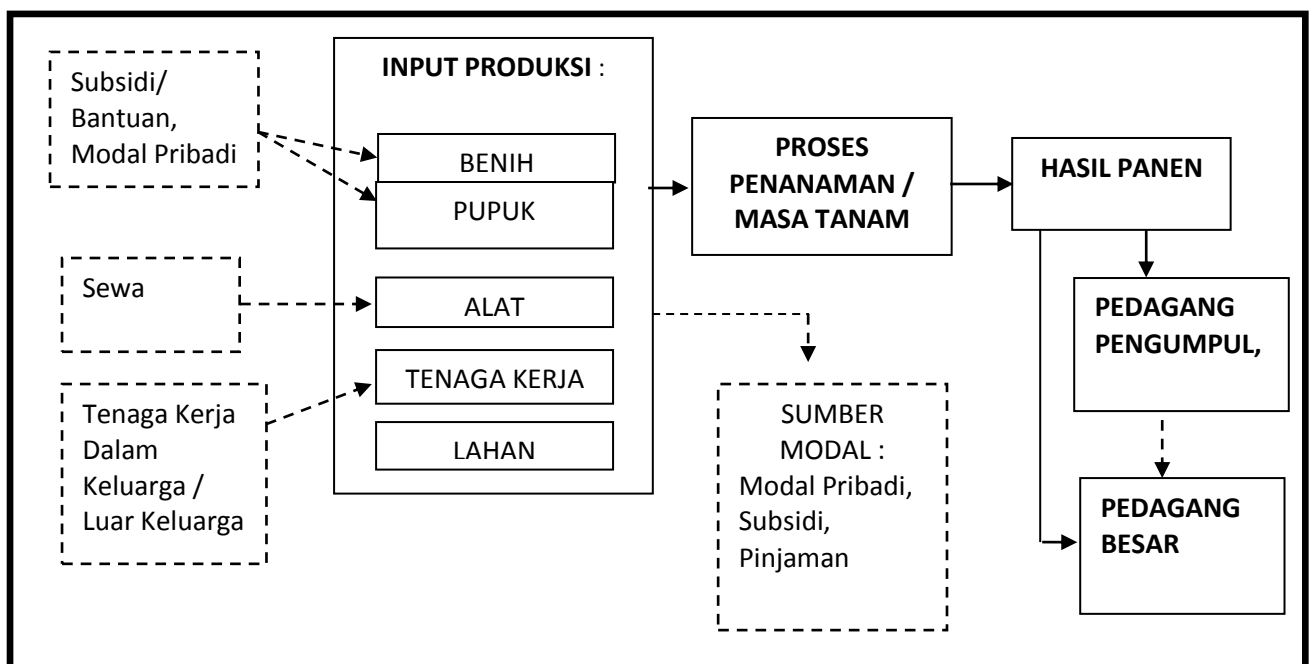 Subsidi/
Bantuan,
Modal Pribadi
Sewa
Tenaga Kerja
Dalam
Keluarga /
Luar Keluarga
INPUT PRODUKSI :
BENIH
PUPUK
ALAT
TENAGA KERJA
LAHAN
PROSES
PENANAMAN /
MASA TANAM
SUMBER
MODAL :
Modal Pribadi,
Subsidi,
Pinjaman
HASIL PANEN
PEDAGANG
PENGUMPUL,
PEDAGANG
BESAR